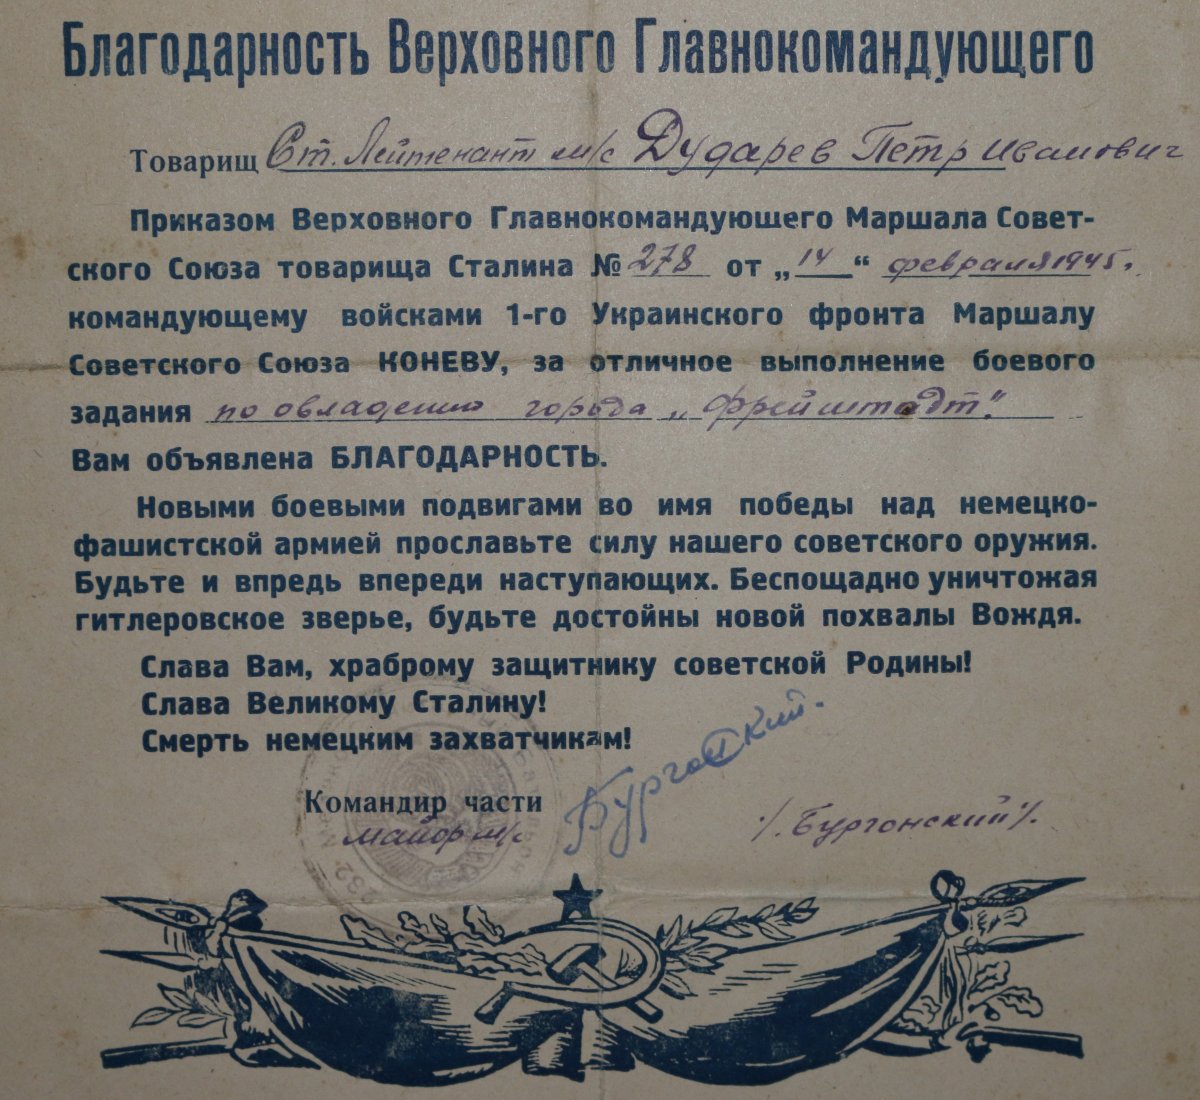 Благодарность Верховного Главнокомандующего
Товарищ Ст. Лейтенант м/с Дударев Петр Иванович
Приказом Верховного Главнокомандующего Маршала Совет-
ского Союза товарища Сталина № 278 от „14“ февраля 1945г.
командующему войсками 1-го Украинского фронта Маршалу
Советского Союза КОНЕВУ, за отличное выполнение боевого
задания по овладению города „Фрейштадт".
Вам объявлена БЛАГОДАРНОСТЬ.
Новыми боевыми подвигами во имя победы над немецко-
фашистской армией прославьте силу нашего советского оружия.
Будьте и впредь впереди наступающих. Беспощадно уничтожая
гитлеровское зверье, будьте достойны новой похвалы Вождя.
Слава Вам, храброму защитнику советской Родины!
Слава Великому Сталину!
Смерть немецким захватчикам!
Командир части
майор м/с Бургонский. /Бургонский/.